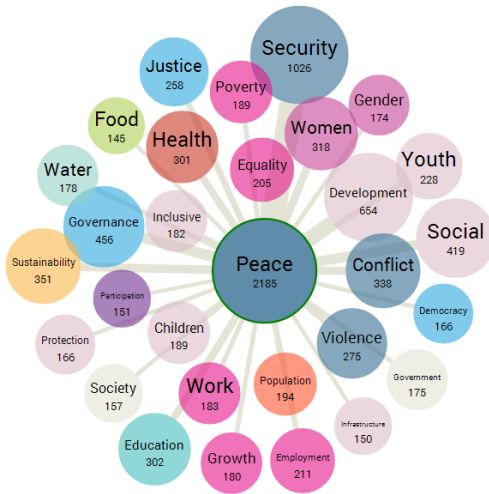 Security
1026
Justice
258
Poverty
189
Gender
174
Food
145
Health
301
Women
318
Youth
228
Water
178
Equality
205
Development
654
Inclusive
182
Governance
456
Social
419
Sustainability
351
Peace
2185
Conflict
338
Participation
151
Democracy
166
Protection
166
Children
189
Violence
275
Government
175
Society
157
Work
183
Population
194
Infrastructure
150
Education
302
Growth
180
Employment
211